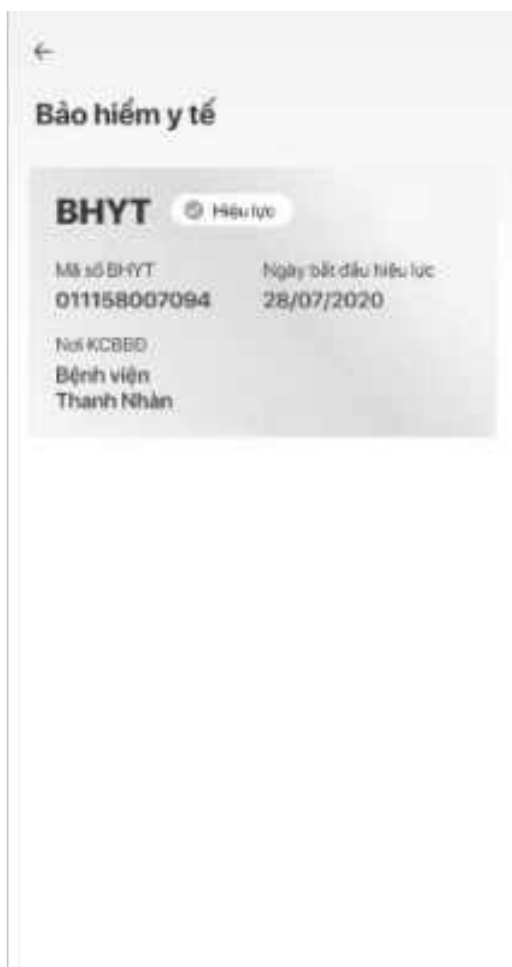 Bảo hiểm y tế
BHYT Hiệu lực
Mã số BHYT Ngày bắt đầu hiệu lực
011158007094 28/07/2020
Nơi KCBBĐ
Bệnh viện
Thanh Nhàn